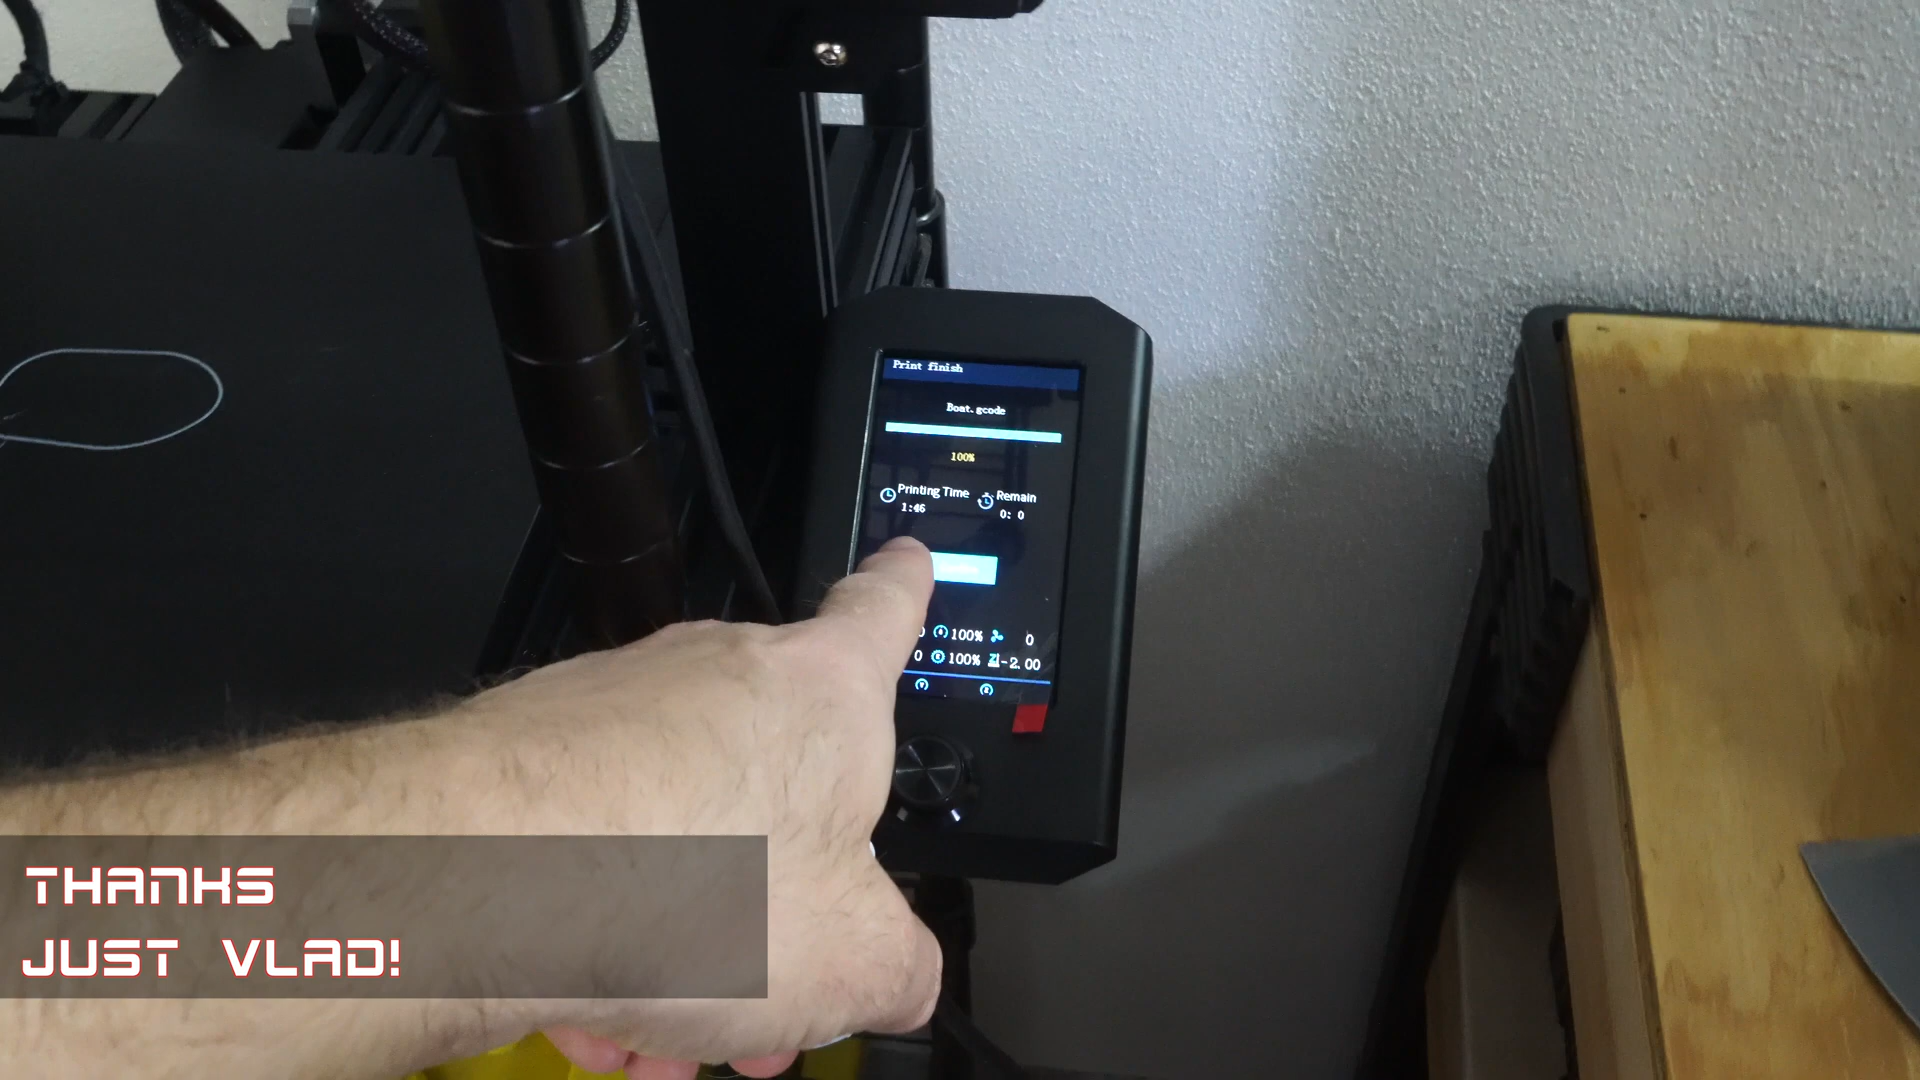 Print finish
Boat.gcode
100%
Printing Time
1:46
Remain
0: 0
100%
0
0
100%
-2.00
THANKS
JUST VLAD!